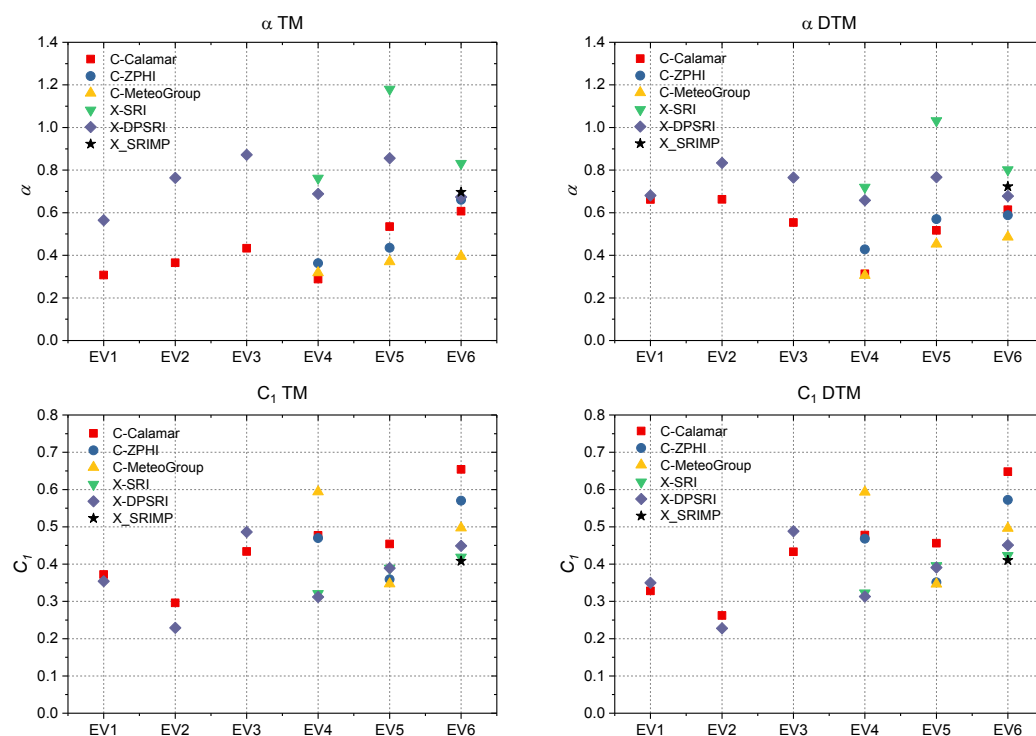 α TM
1.4
1.2
1.0
0.8
0.6
0.4
0.2
0.0
α
C-Calamar
C-ZPHI
C-MeteoGroup
X-SRI
X-DPSRI
X_SRIMP
EV1 EV2 EV3 EV4 EV5 EV6
α DTM
1.4
1.2
1.0
0.8
0.6
0.4
0.2
0.0
α
C-Calamar
C-ZPHI
C-MeteoGroup
X-SRI
X-DPSRI
X_SRIMP
EV1 EV2 EV3 EV4 EV5 EV6
C₁ TM
0.8
0.7
0.6
0.5
0.4
0.3
0.2
0.1
0.0
C₁
C-Calamar
C-ZPHI
C-MeteoGroup
X-SRI
X-DPSRI
X_SRIMP
EV1 EV2 EV3 EV4 EV5 EV6
C₁ DTM
0.8
0.7
0.6
0.5
0.4
0.3
0.2
0.1
0.0
C₁
C-Calamar
C-ZPHI
C-MeteoGroup
X-SRI
X-DPSRI
X_SRIMP
EV1 EV2 EV3 EV4 EV5 EV6